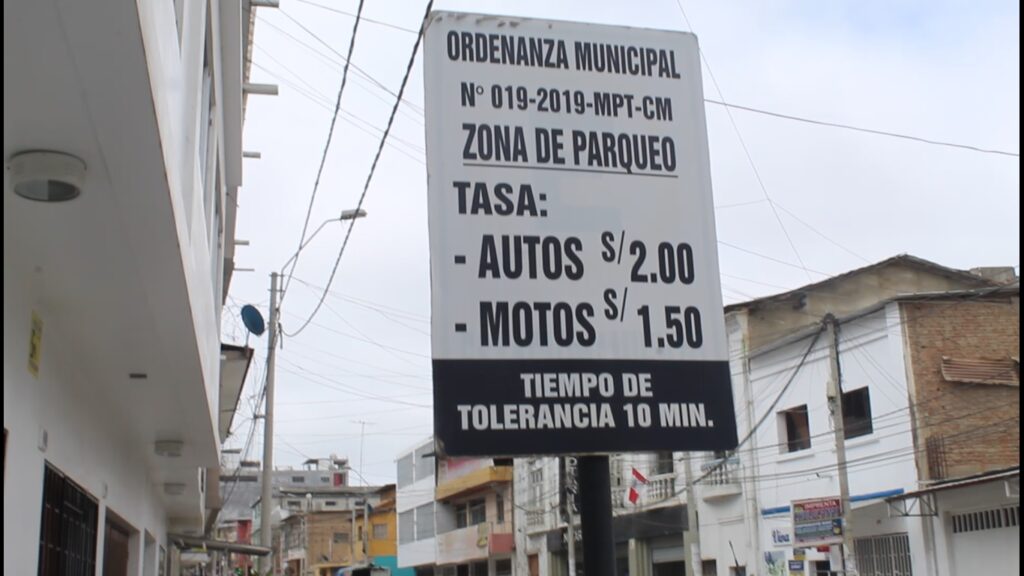 ORDENANZA MUNICIPAL
N° 019-2019-MPT-CM
ZONA DE PARQUEO
TASA:
- AUTOS S/ 2.00
- MOTOS S/ 1.50
TIEMPO DE
TOLERANCIA 10 MIN.